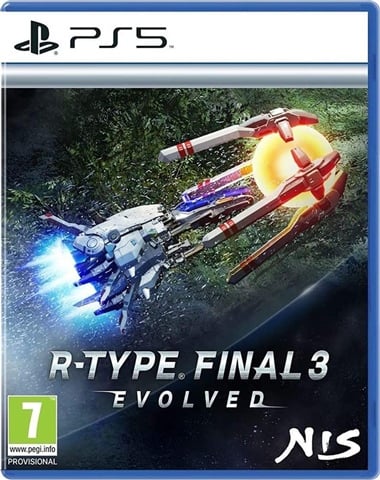 PS5
R-TYPE® FINAL 3
EVOLVED
7
www.pegi.info
PROVISIONAL
NIS